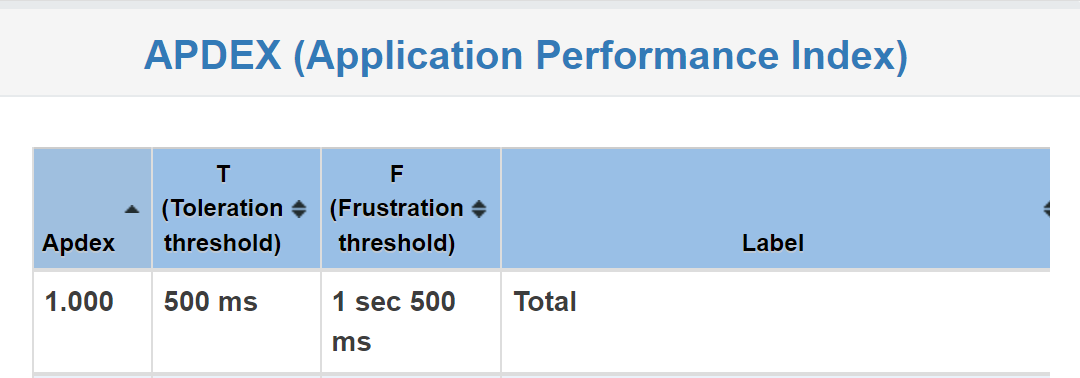 APDEX (Application Performance Index)
Apdex
T
(Toleration
threshold)
F
(Frustration
threshold)
Label
1.000
500 ms
1 sec 500
ms
Total